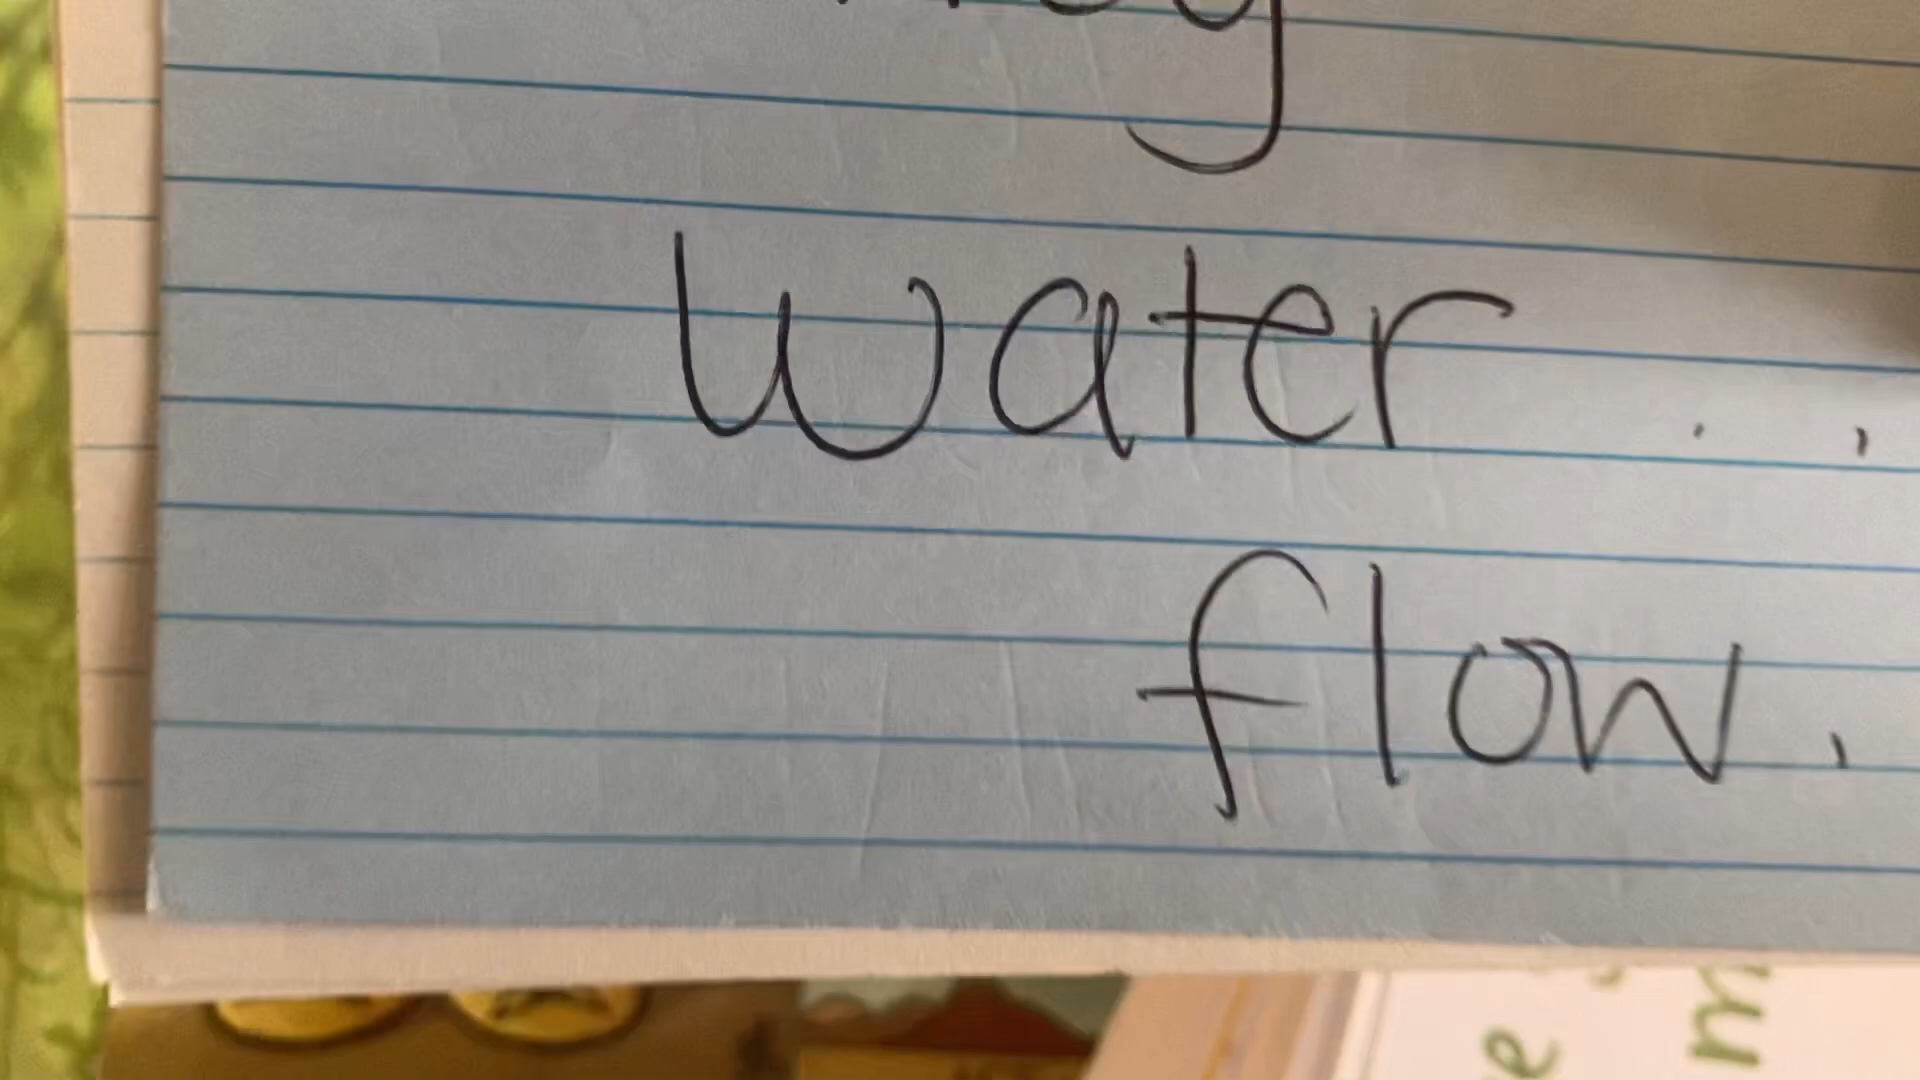 water . .
flow.